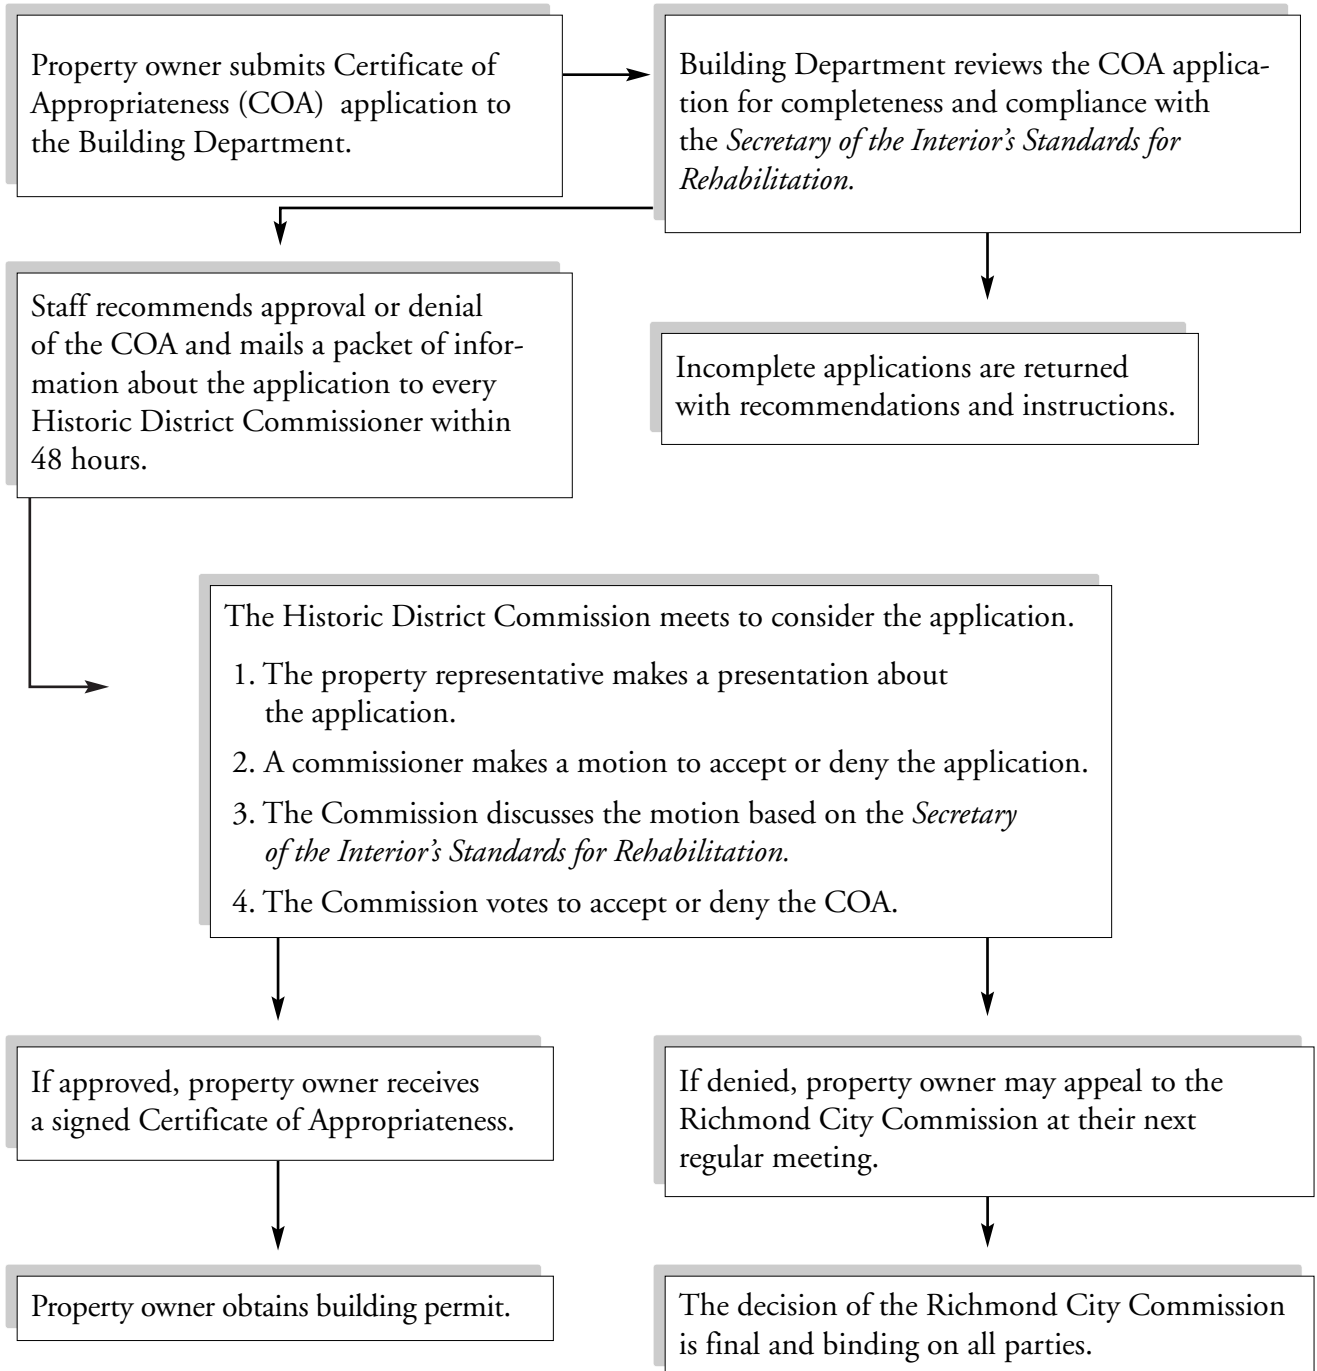 Property owner submits Certificate of
Appropriateness (COA) application to
the Building Department.
Building Department reviews the COA applica-
tion for completeness and compliance with
the Secretary of the Interior's Standards for
Rehabilitation.
Staff recommends approval or denial
of the COA and mails a packet of infor-
mation about the application to every
Historic District Commissioner within
48 hours.
Incomplete applications are returned
with recommendations and instructions.
The Historic District Commission meets to consider the application.
1. The property representative makes a presentation about
the application.
2. A commissioner makes a motion to accept or deny the application.
3. The Commission discusses the motion based on the Secretary
of the Interior's Standards for Rehabilitation.
4. The Commission votes to accept or deny the COA.
If approved, property owner receives
a signed Certificate of Appropriateness.
If denied, property owner may appeal to the
Richmond City Commission at their next
regular meeting.
Property owner obtains building permit.
The decision of the Richmond City Commission
is final and binding on all parties.